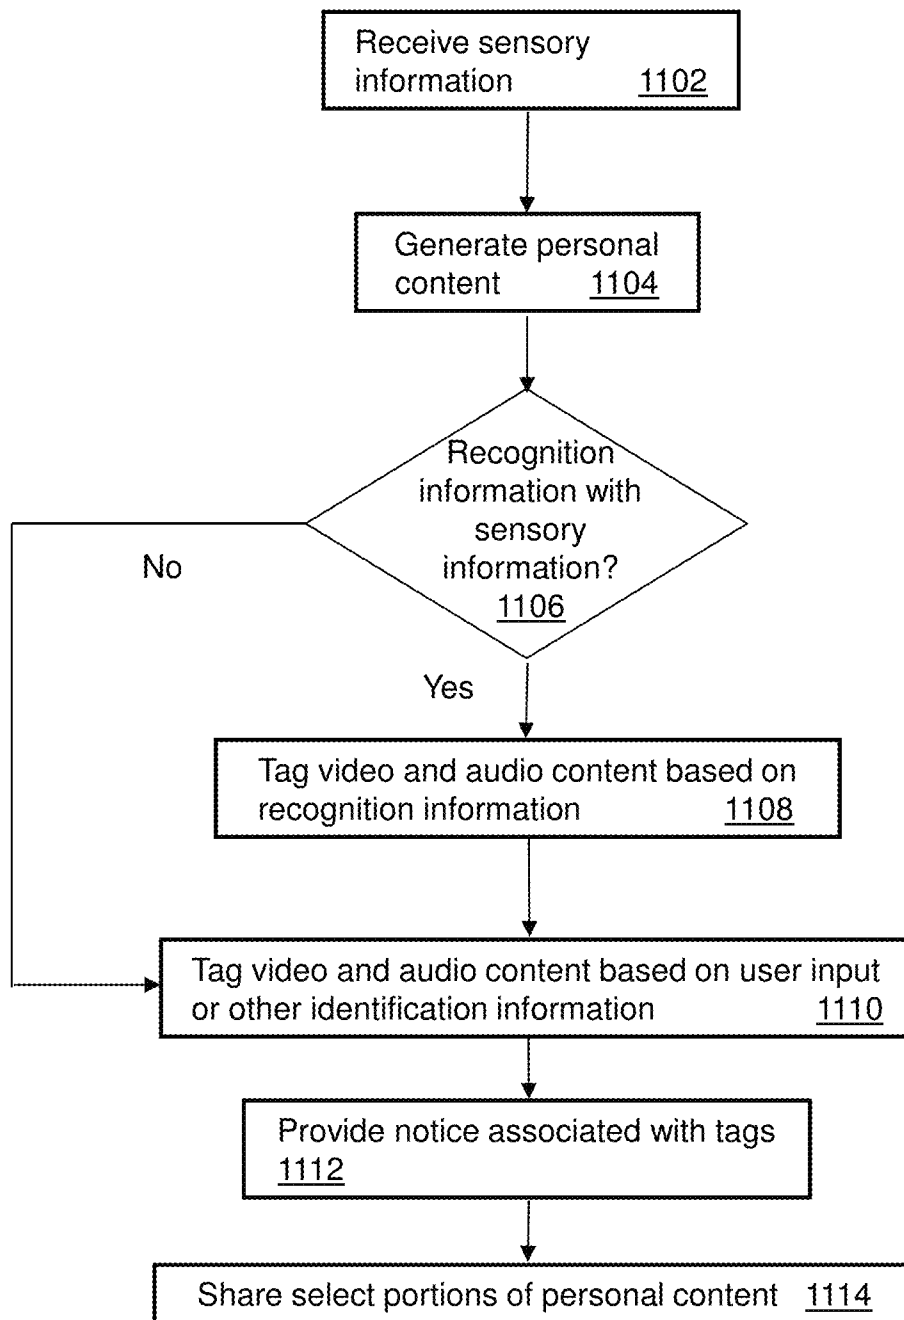 Receive sensory
information 1102
Generate personal
content 1104
Recognition
information with
sensory
information?
1106
No
Yes
Tag video and audio content based on
recognition information 1108
Tag video and audio content based on user input
or other identification information 1110
Provide notice associated with tags
1112
Share select portions of personal content 1114